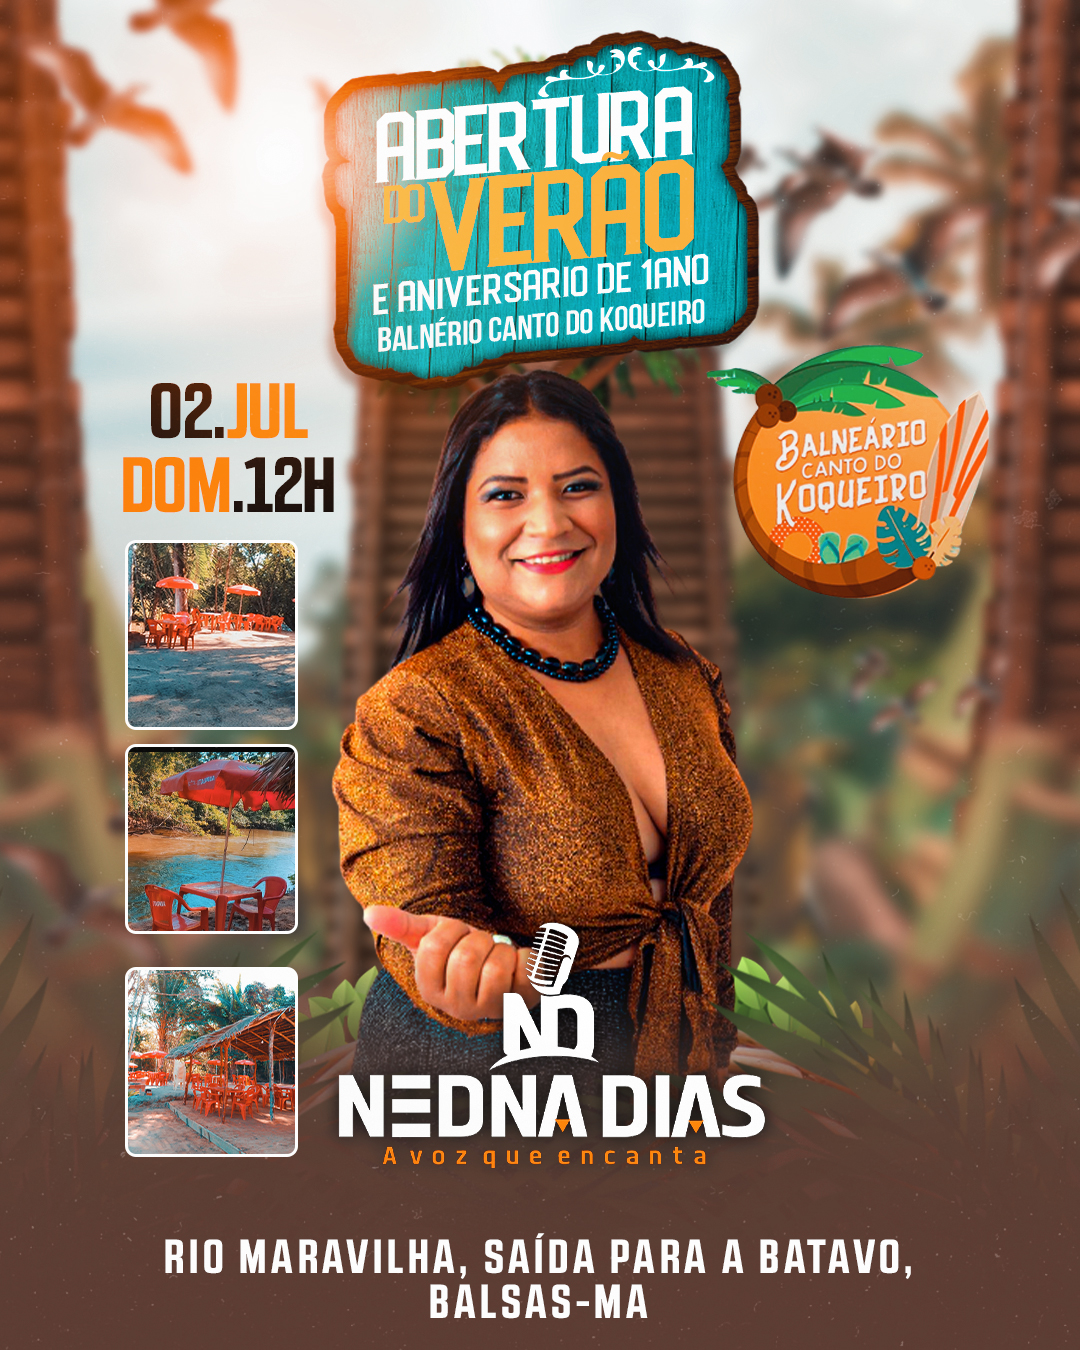 ABERTURA
DO VERÃO
E ANIVERSARIO DE 1ANO
BALNÉRIO CANTO DO KOQUEIRO
02.JUL
DOM.12H
BALNEÁRIO
CANTO DO
KOQUEIRO
ND
NEDNA DIAS
A voz que encanta
RIO MARAVILHA, SAÍDA PARA A BATAVO,
BALSAS-MA